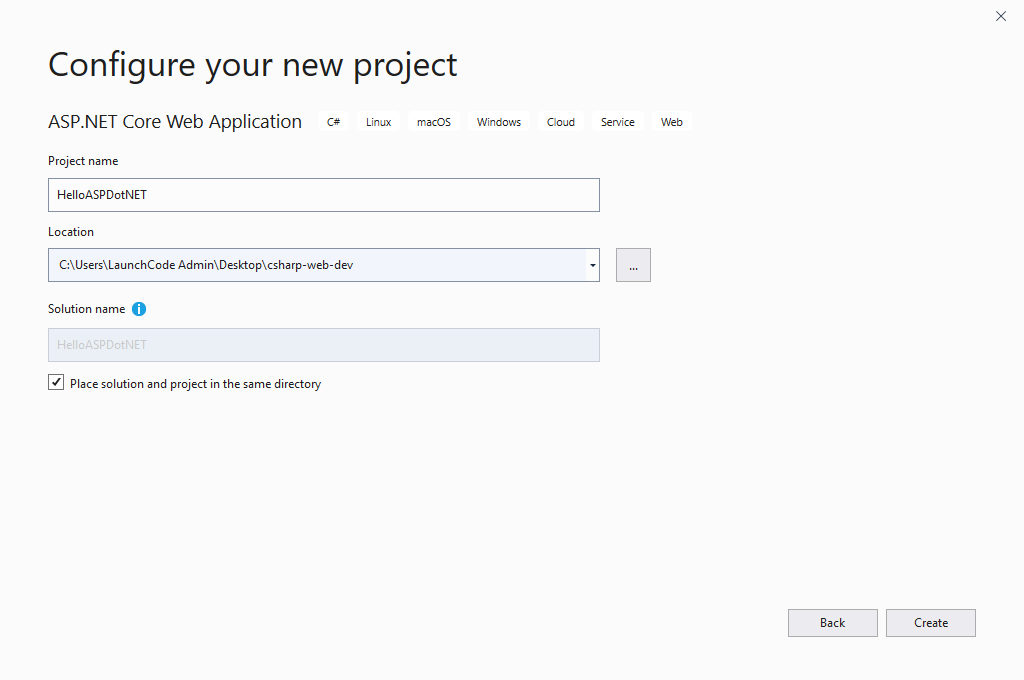 Configure your new project
ASP.NET Core Web Application C# Linux macOS Windows Cloud Service Web
Project name
HelloASPDotNET
Location
C:\Users\LaunchCode Admin\Desktop\csharp-web-dev ...
Solution name
HelloASPDotNET
Place solution and project in the same directory
Back Create